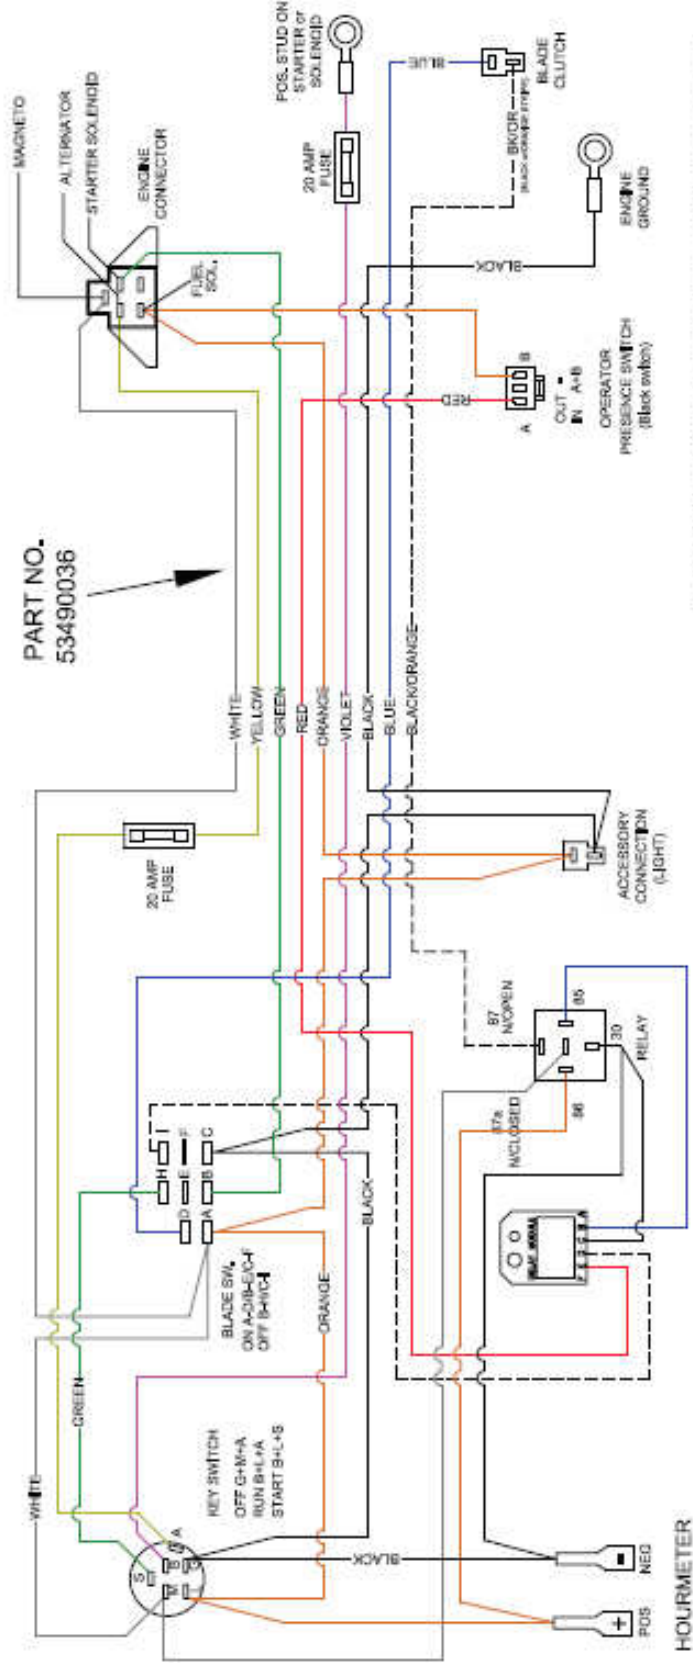 MAGNETO
ALTERNATOR
STARTER SOLENOID
ENGINE
CONNECTOR
FUEL
SOL.
POS. STUD ON
STARTER or
SOLENOID
20 AMP
FUSE
BLUE
BLADE
CLUTCH
BK/OR
BLACK
ENGINE
GROUND
RED
A
B
OUT -
IN A+B
OPERATOR
PRESENCE SWITCH
(Black switch)
PART NO.
53490036
WHITE
YELLOW
GREEN
RED
ORANGE
VIOLET
BLACK
BLUE
BLACK/ORANGE
20 AMP
FUSE
ACCESSORY
CONNECTION
(LIGHT)
87
N/OPEN
85
30
RELAY
86
87a
N/CLOSED
H
I
D
E
F
A
B
C
BLADE SW.
ON A-D/B-E/C-F
OFF B-H/C-I
BLACK
ORANGE
GREEN
WHITE
KEY SWITCH
OFF G+M+A
RUN B+L+A
START B+L+S
S
A
B
M
G
BLACK
NEG
POS
+
-
HOURMETER